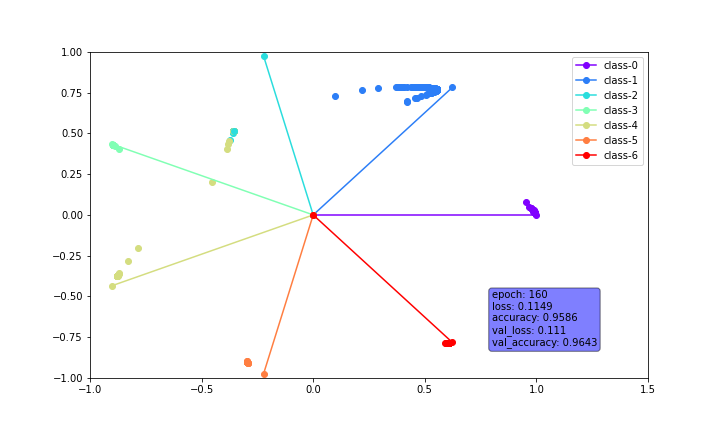 1.00
0.75
0.50
0.25
0.00
−0.25
−0.50
−0.75
−1.00
−1.0
−0.5
0.0
0.5
1.0
1.5
class-0
class-1
class-2
class-3
class-4
class-5
class-6
epoch: 160
loss: 0.1149
accuracy: 0.9586
val_loss: 0.111
val_accuracy: 0.9643